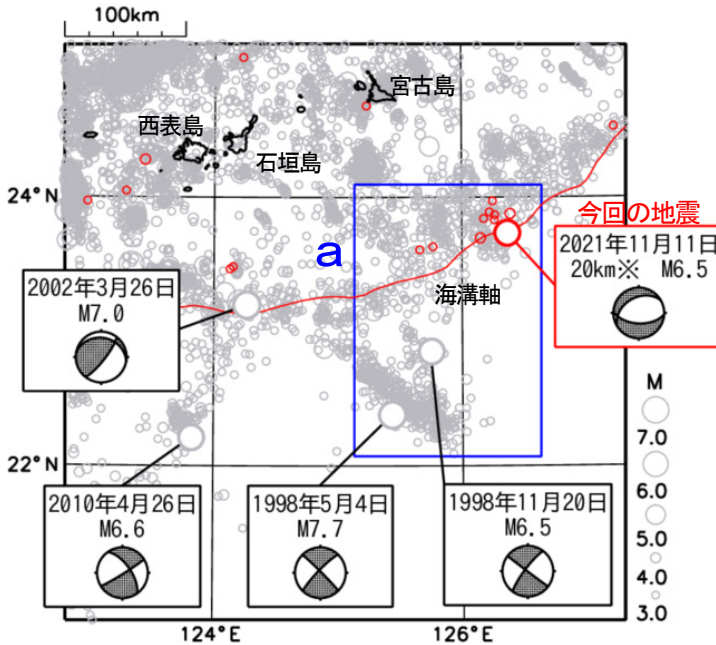 100km
宮古島
西表島
石垣島
24°N
今回の地震
a
2021年11月11日
20km※ M6.5
海溝軸
2002年3月26日
M7.0
M
7.0
22°N
6.0
2010年4月26日
M6.6
1998年5月4日
M7.7
1998年11月20日
M6.5
5.0
4.0
3.0
124°E
126°E